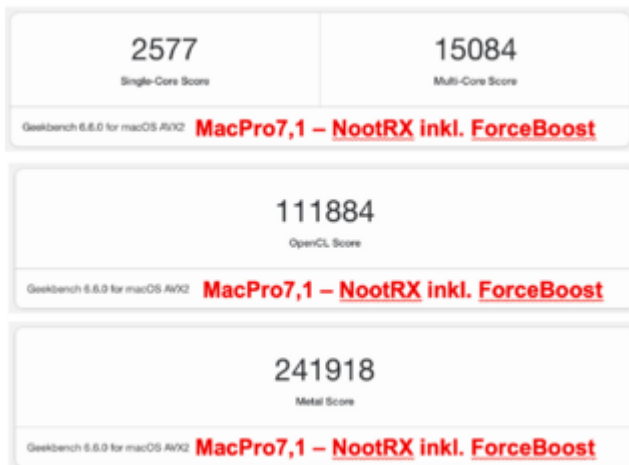 2577 15084
Single-Core Score Multi-Core Score
Geekbench 6.6.0 for macOS AVX2 MacPro7,1 – NootRX inkl. ForceBoost
111884
OpenCL Score
Geekbench 6.6.0 for macOS AVX2 MacPro7,1 – NootRX inkl. ForceBoost
241918
Metal Score
Geekbench 6.6.0 for macOS AVX2 MacPro7,1 – NootRX inkl. ForceBoost